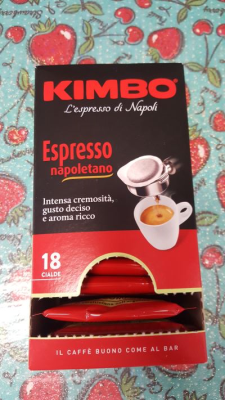 KIMBO
L'espresso di Napoli
Espresso
napoletano
Intensa cremosità,
gusto deciso
e aroma ricco
18
CIALDE
IL CAFFÈ BUONO COME AL BAR